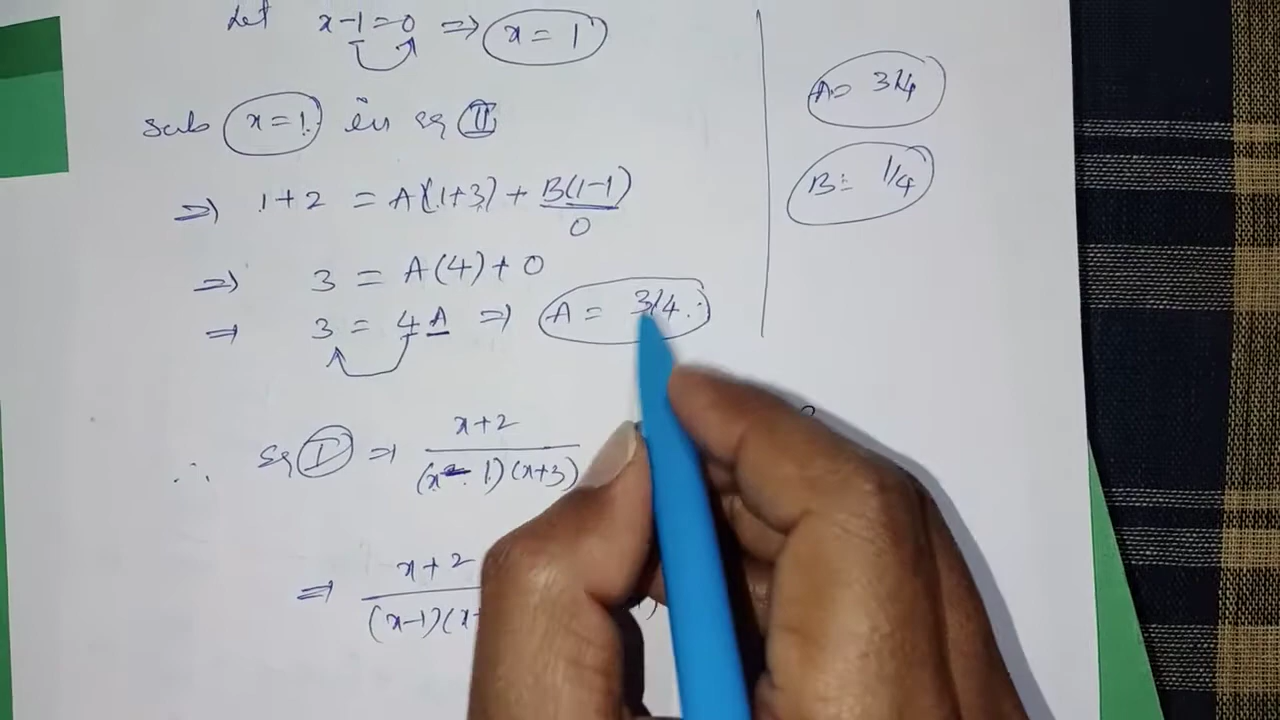 Let x-1=0 ⇒ x = 1
Sub x=1 in eq II
⇒ 1+2 = A(1+3) + B(1-1)
0
⇒ 3 = A(4) + 0
⇒ 3 = 4A ⇒ A = 3/4
∴ eq I ⇒ x+2 / (x-1)(x+3)
⇒ x+2 / (x-1)(x+
A= 3/4
B= 1/4